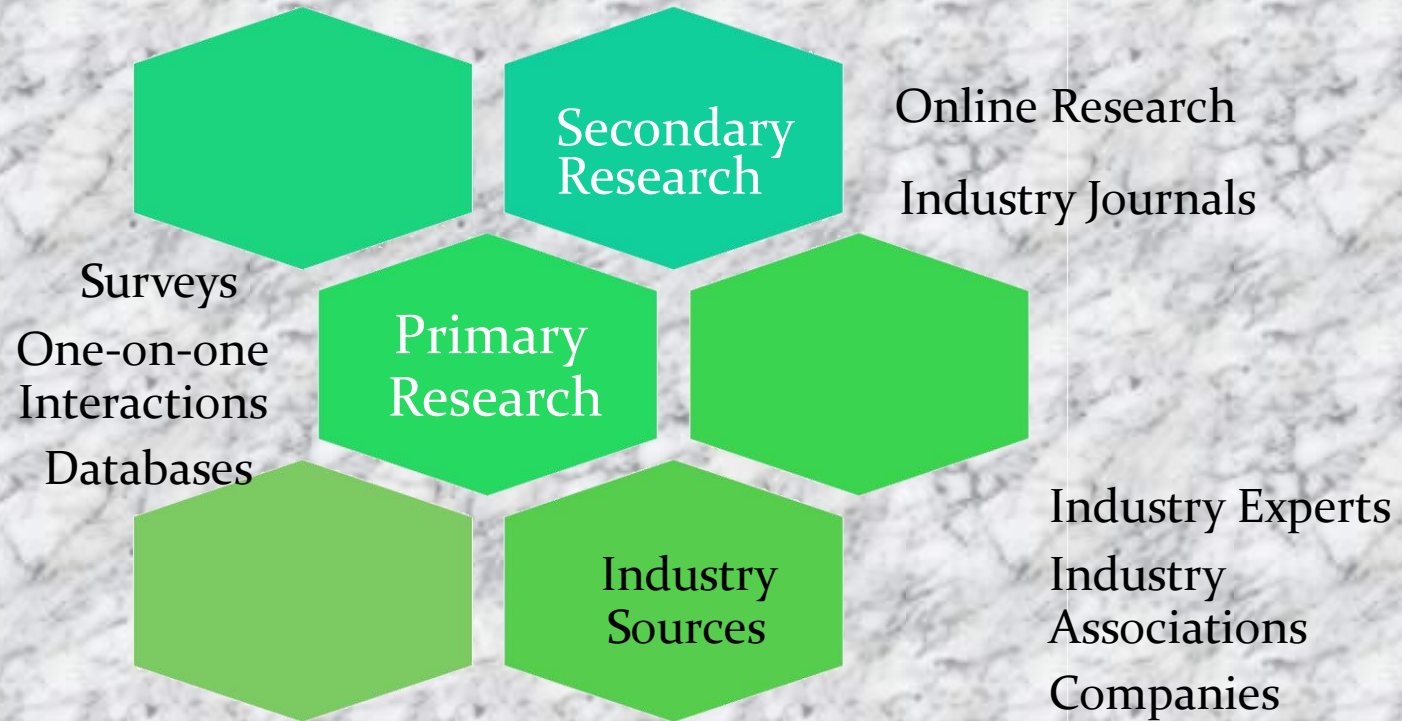 Secondary
Research
Online Research
Industry Journals
Surveys
One-on-one
Interactions
Databases
Primary
Research
Industry
Sources
Industry Experts
Industry
Associations
Companies